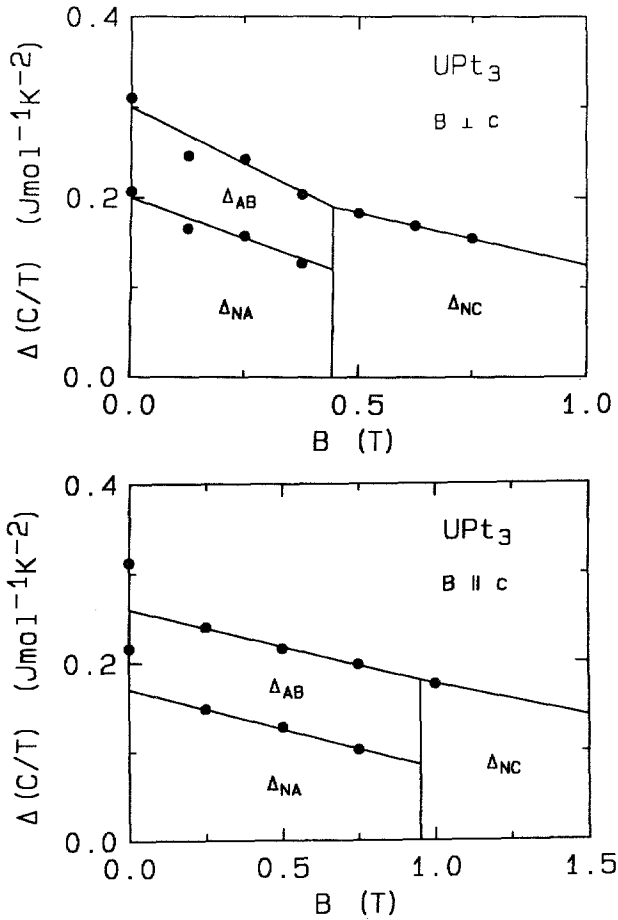 0.4
UPt3
B ⊥ c
Δ(C/T) (Jmol−1K−2)
0.2
ΔAB
ΔNA
ΔNC
0.0
0.0 0.5 1.0
B (T)
0.4
UPt3
B ∥ c
Δ(C/T) (Jmol−1K−2)
0.2
ΔAB
ΔNA
ΔNC
0.0
0.0 0.5 1.0 1.5
B (T)